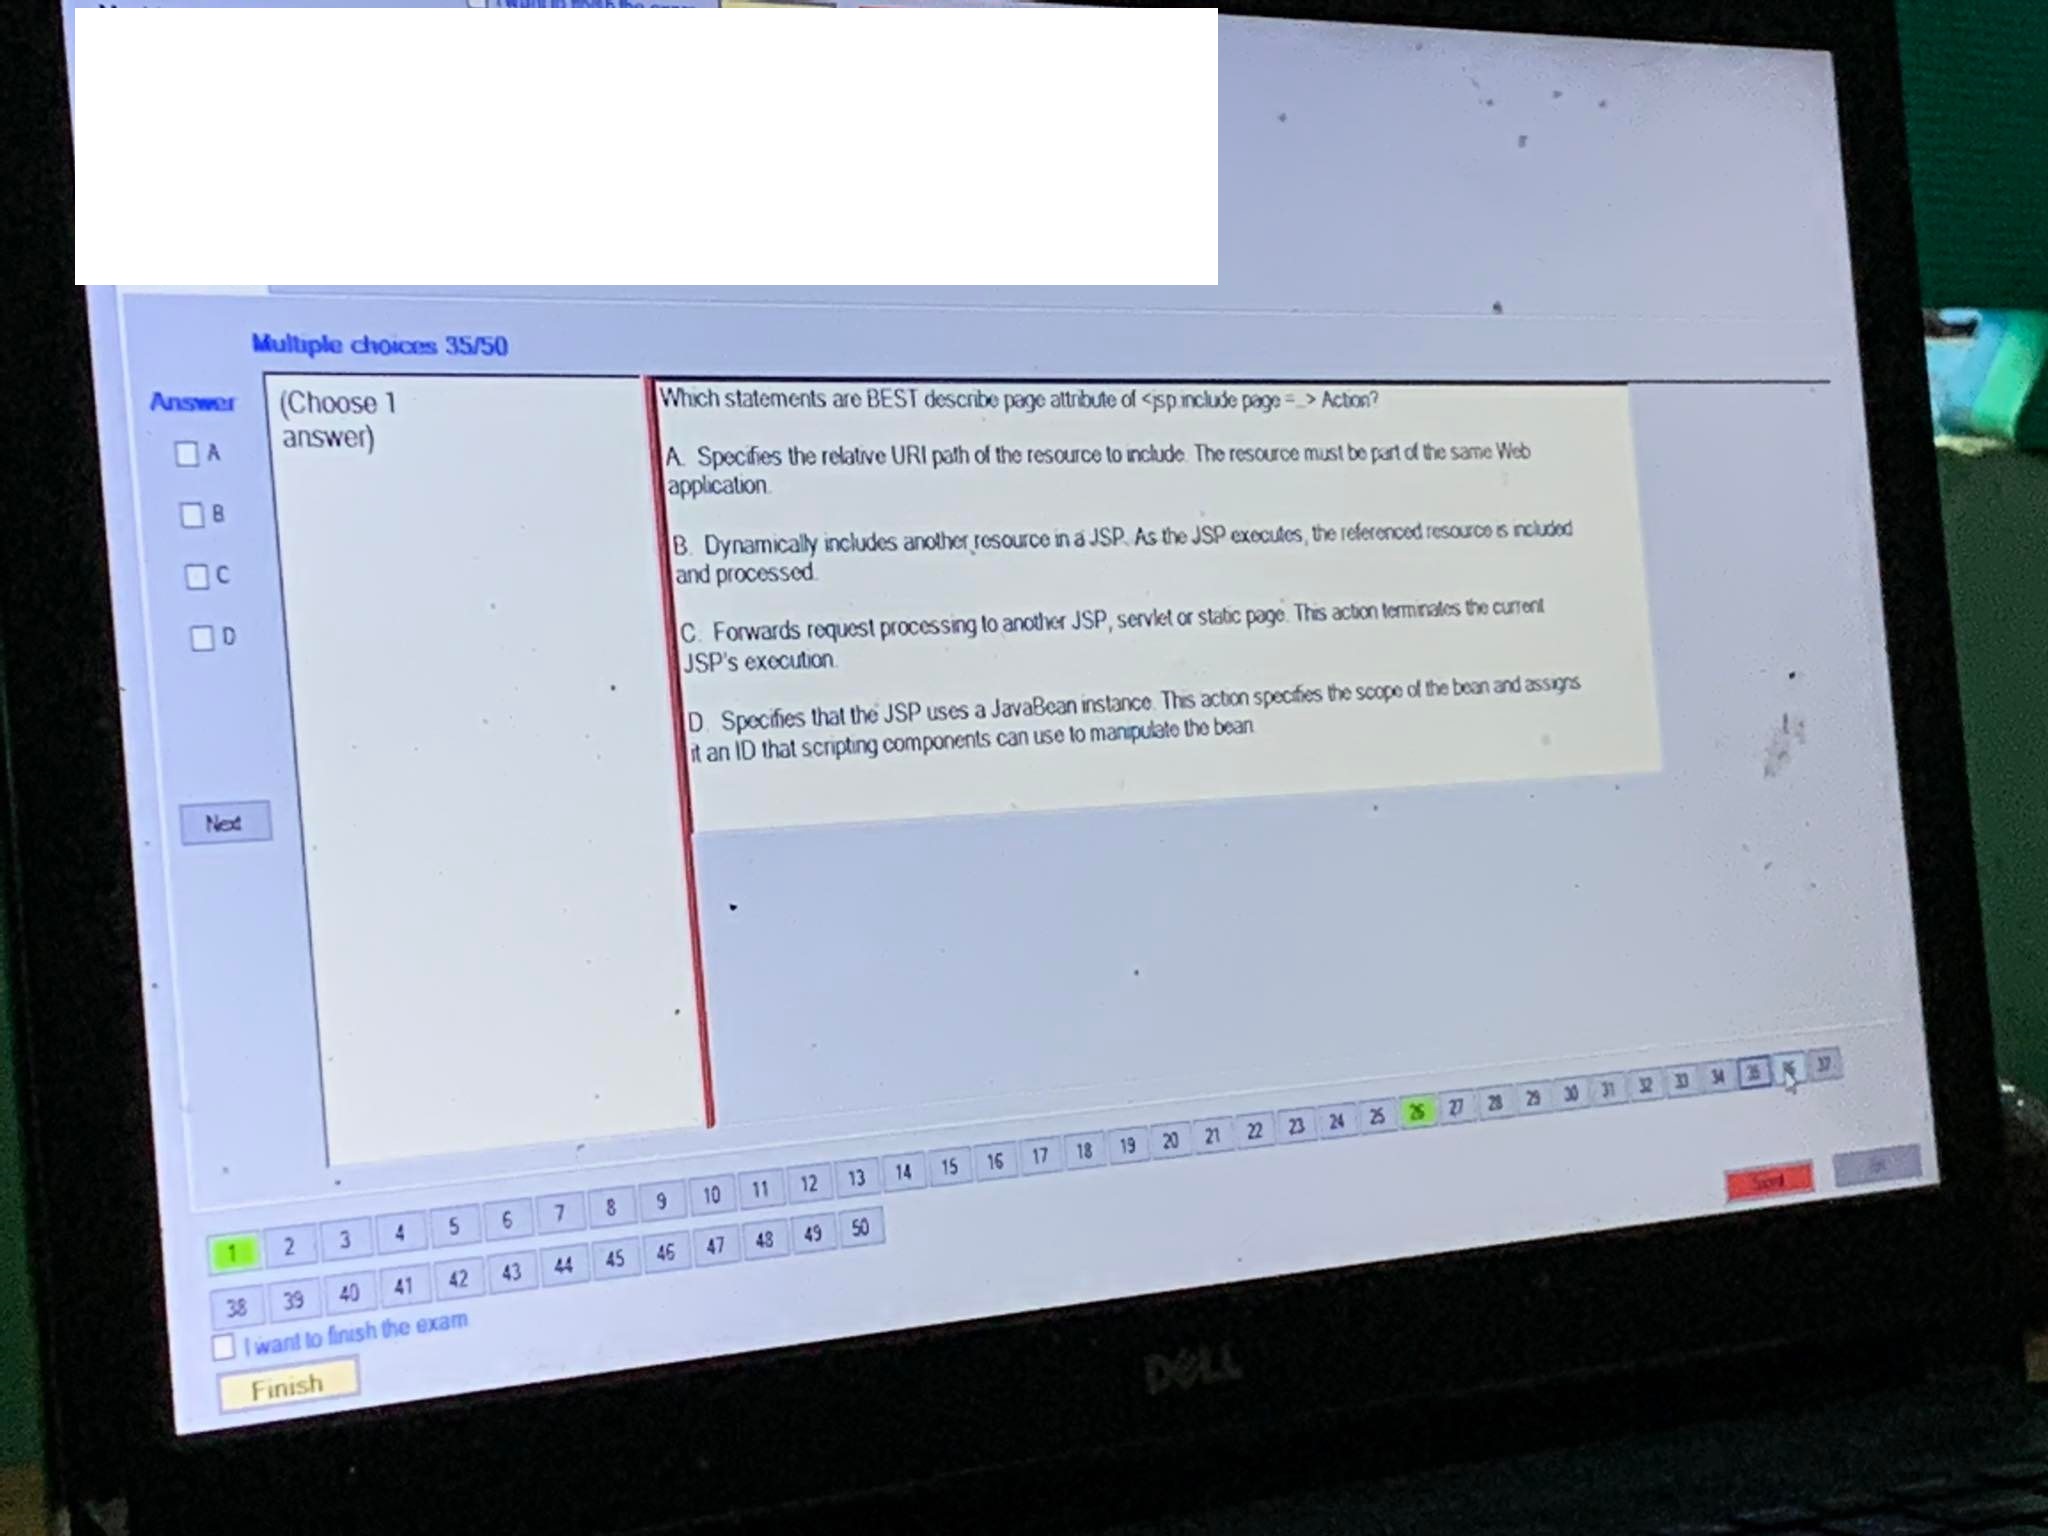 Multiple choices 35/50
Answer
A
B
C
D
(Choose 1
answer)
Which statements are BEST describe page attribute of <jsp:include page = ..> Action?
A. Specifies the relative URI path of the resource to include. The resource must be part of the same Web
application.
B. Dynamically includes another resource in a JSP. As the JSP executes, the referenced resource is included
and processed.
C. Forwards request processing to another JSP, servlet or static page. This action terminates the current
JSP's execution.
D. Specifies that the JSP uses a JavaBean instance. This action specifies the scope of the bean and assigns
it an ID that scripting components can use to manipulate the bean.
Next
1 2 3 4 5 6 7 8 9 10 11 12 13 14 15 16 17 18 19 20 21 22 23 24 25 26 27 28 29 30 31 32 33 34 35 36 37
38 39 40 41 42 43 44 45 46 47 48 49 50
I want to finish the exam
Finish
DELL